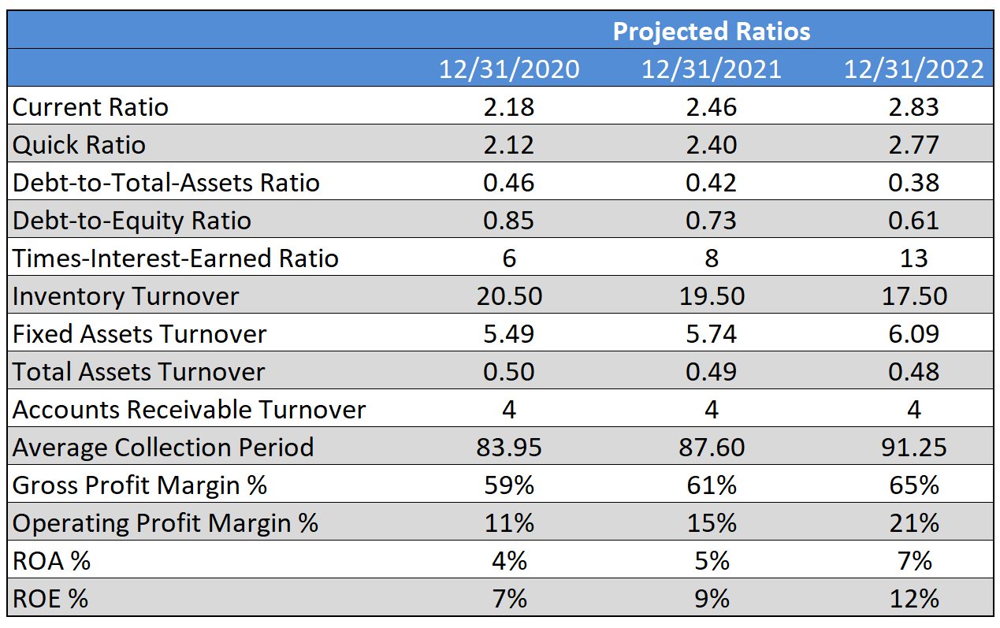 Projected Ratios
12/31/2020 12/31/2021 12/31/2022
Current Ratio 2.18 2.46 2.83
Quick Ratio 2.12 2.40 2.77
Debt-to-Total-Assets Ratio 0.46 0.42 0.38
Debt-to-Equity Ratio 0.85 0.73 0.61
Times-Interest-Earned Ratio 6 8 13
Inventory Turnover 20.50 19.50 17.50
Fixed Assets Turnover 5.49 5.74 6.09
Total Assets Turnover 0.50 0.49 0.48
Accounts Receivable Turnover 4 4 4
Average Collection Period 83.95 87.60 91.25
Gross Profit Margin % 59% 61% 65%
Operating Profit Margin % 11% 15% 21%
ROA % 4% 5% 7%
ROE % 7% 9% 12%